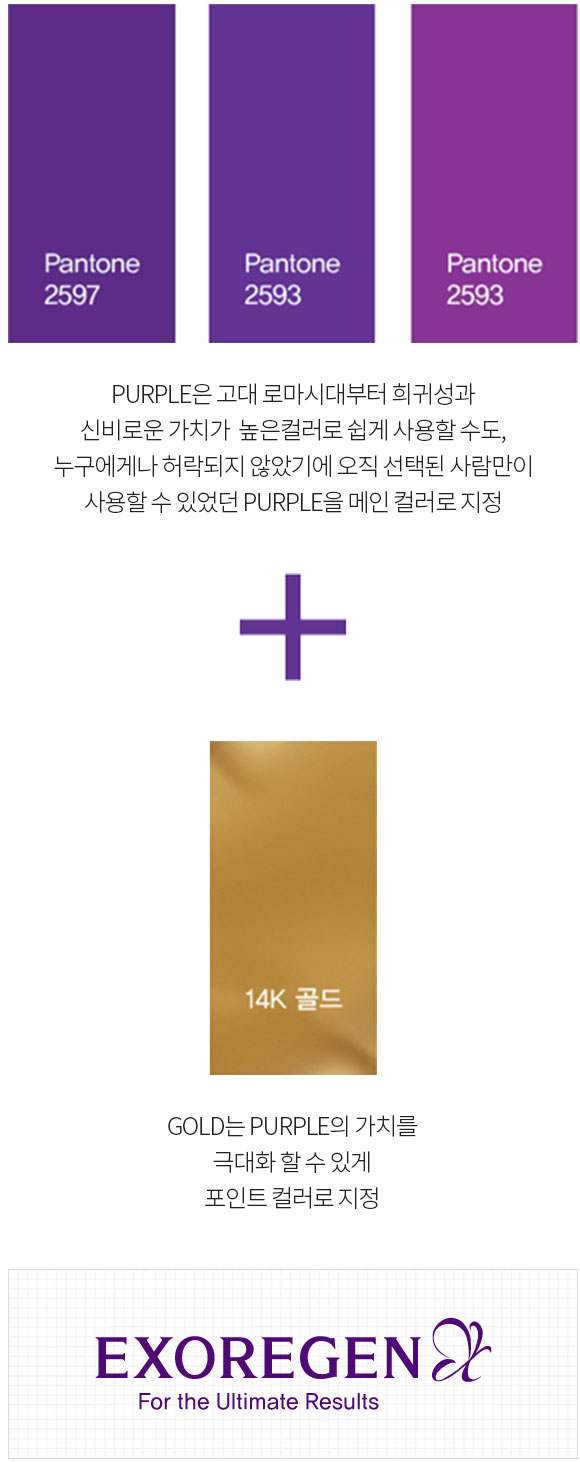 Pantone
2597
Pantone
2593
Pantone
2593
PURPLE은 고대 로마시대부터 희귀성과
신비로운 가치가 높은컬러로 쉽게 사용할 수도,
누구에게나 허락되지 않았기에 오직 선택된 사람만이
사용할 수 있었던 PURPLE을 메인 컬러로 지정
14K 골드
GOLD는 PURPLE의 가치를
극대화 할 수 있게
포인트 컬러로 지정
EXOREGEN
For the Ultimate Results